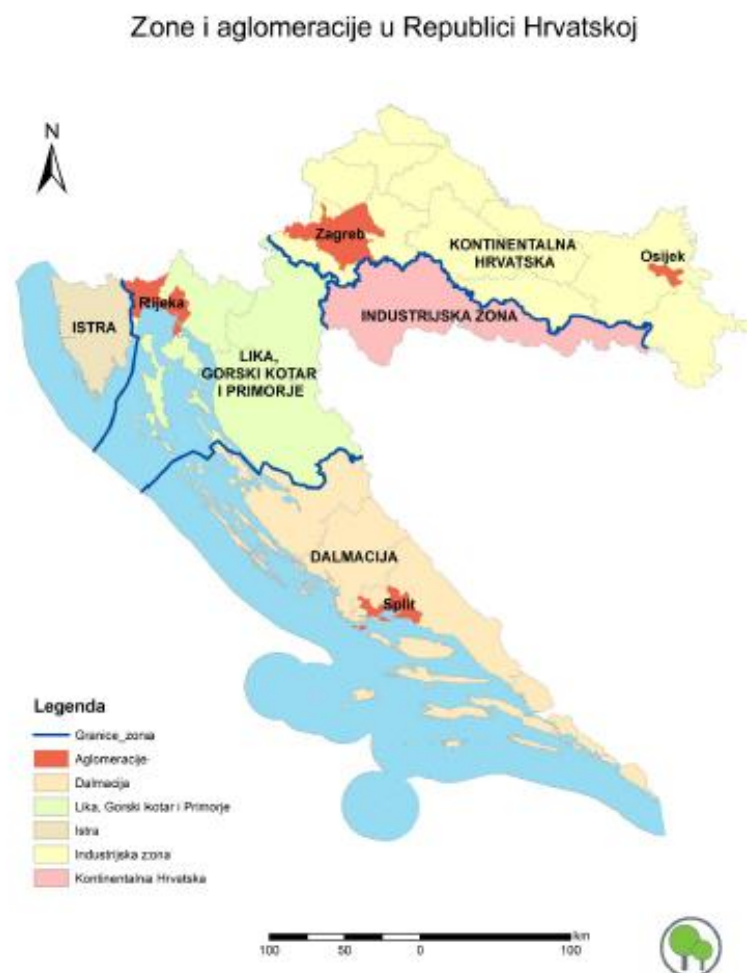 Zone i aglomeracije u Republici Hrvatskoj
N
Zagreb
KONTINENTALNA
HRVATSKA
Osijek
Rijeka
ISTRA
INDUSTRIJSKA ZONA
LIKA,
GORSKI KOTAR
I PRIMORJE
DALMACIJA
Split
Legenda
Granice_zona
Aglomeracije
Dalmacija
Lika, Gorski kotar i Primorje
Istra
Industrijska zona
Kontinentalna Hrvatska
km
100 50 0 100